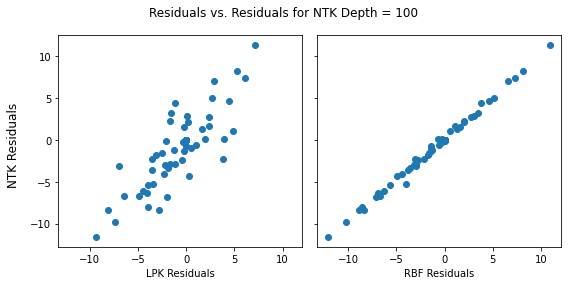 Residuals vs. Residuals for NTK Depth = 100
NTK Residuals
10
5
0
−5
−10
−10 −5 0 5 10
LPK Residuals
−10 −5 0 5 10
RBF Residuals